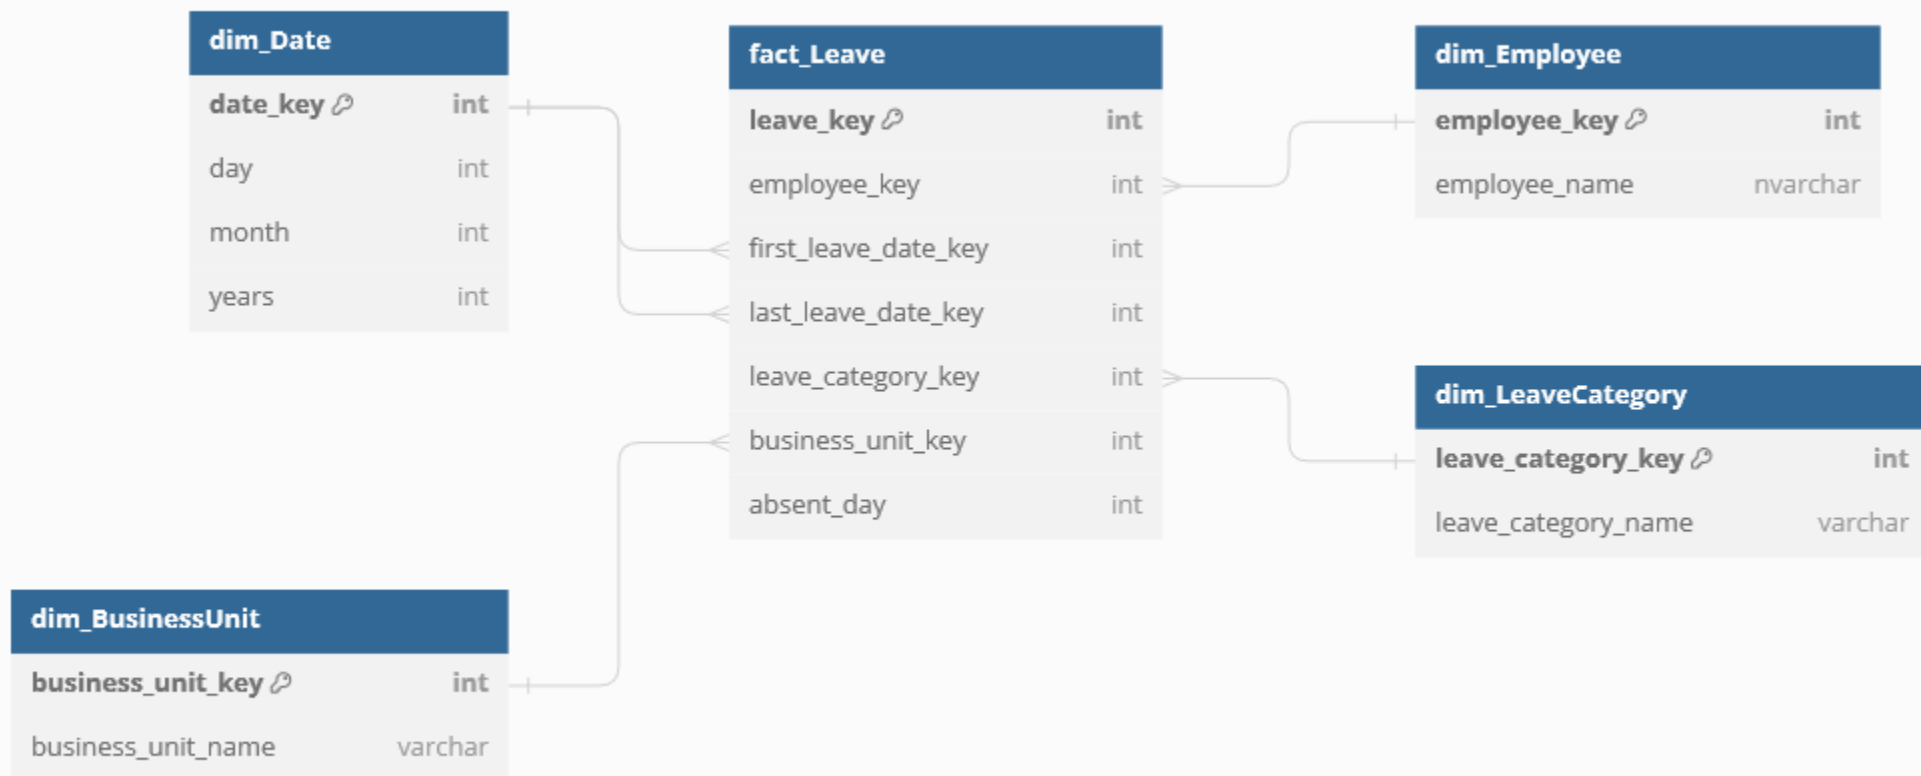 dim_Date
date_key int
day int
month int
years int
fact_Leave
leave_key int
employee_key int
first_leave_date_key int
last_leave_date_key int
leave_category_key int
business_unit_key int
absent_day int
dim_Employee
employee_key int
employee_name nvarchar
dim_LeaveCategory
leave_category_key int
leave_category_name varchar
dim_BusinessUnit
business_unit_key int
business_unit_name varchar